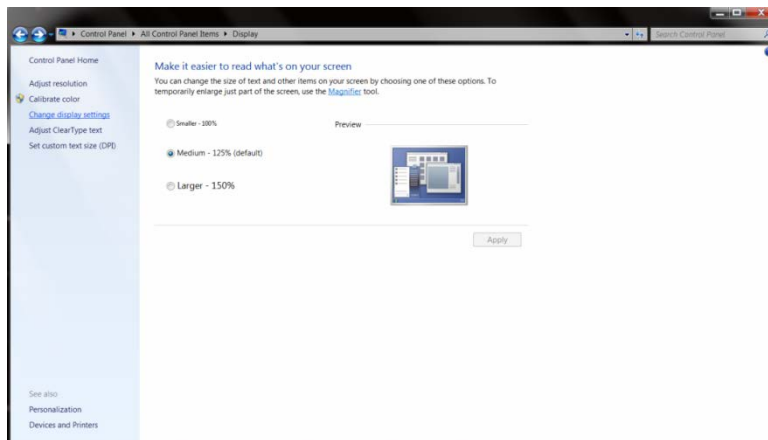 Control Panel ▸ All Control Panel Items ▸ Display
Search Control Panel
Control Panel Home
Adjust resolution
Calibrate color
Change display settings
Adjust ClearType text
Set custom text size (DPI)
See also
Personalization
Devices and Printers
Make it easier to read what's on your screen
You can change the size of text and other items on your screen by choosing one of these options. To
temporarily enlarge just part of the screen, use the Magnifier tool.
Smaller - 100%
Preview
Medium - 125% (default)
Larger - 150%
Apply